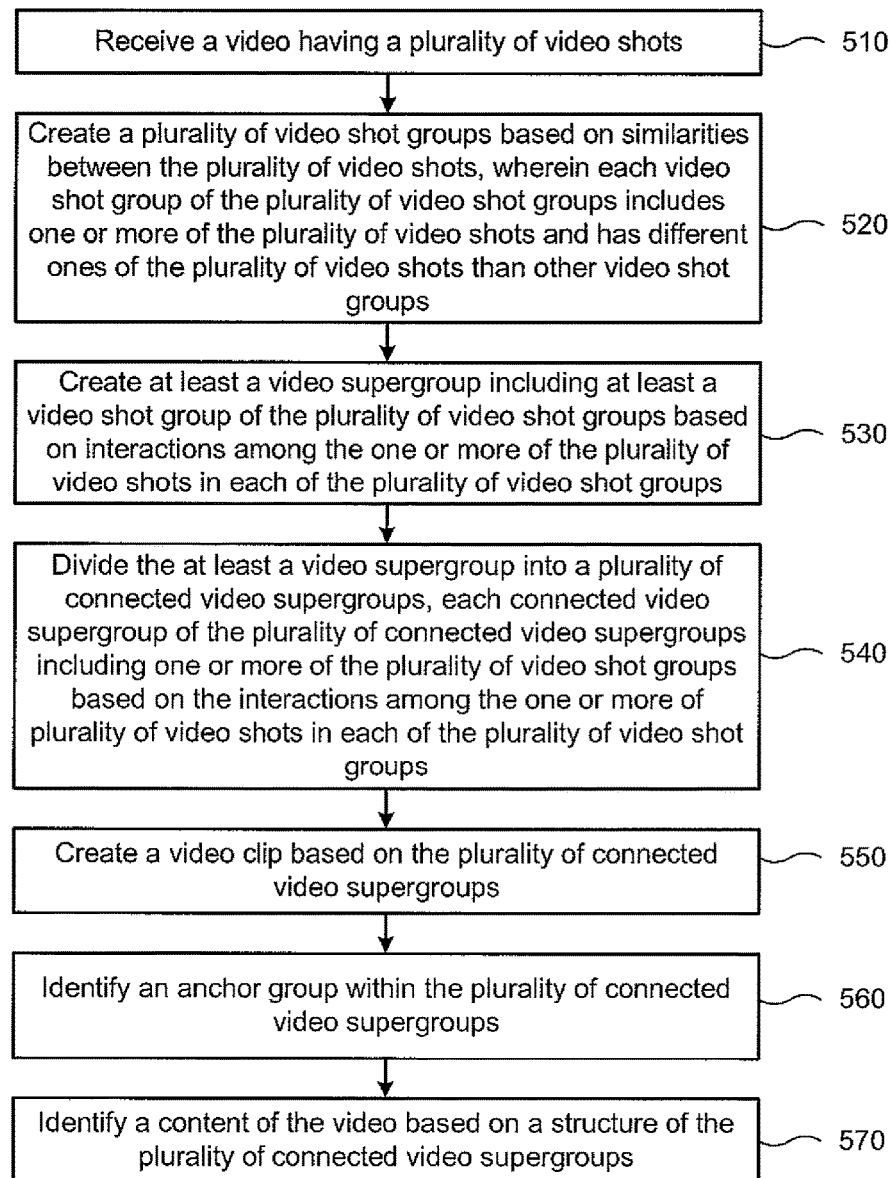 Receive a video having a plurality of video shots
510
Create a plurality of video shot groups based on similarities
between the plurality of video shots, wherein each video
shot group of the plurality of video shot groups includes
one or more of the plurality of video shots and has different
ones of the plurality of video shots than other video shot
groups
520
Create at least a video supergroup including at least a
video shot group of the plurality of video shot groups based
on interactions among the one or more of the plurality of
video shots in each of the plurality of video shot groups
530
Divide the at least a video supergroup into a plurality of
connected video supergroups, each connected video
supergroup of the plurality of connected video supergroups
including one or more of the plurality of video shot groups
based on the interactions among the one or more of
plurality of video shots in each of the plurality of video shot
groups
540
Create a video clip based on the plurality of connected
video supergroups
550
Identify an anchor group within the plurality of connected
video supergroups
560
Identify a content of the video based on a structure of the
plurality of connected video supergroups
570